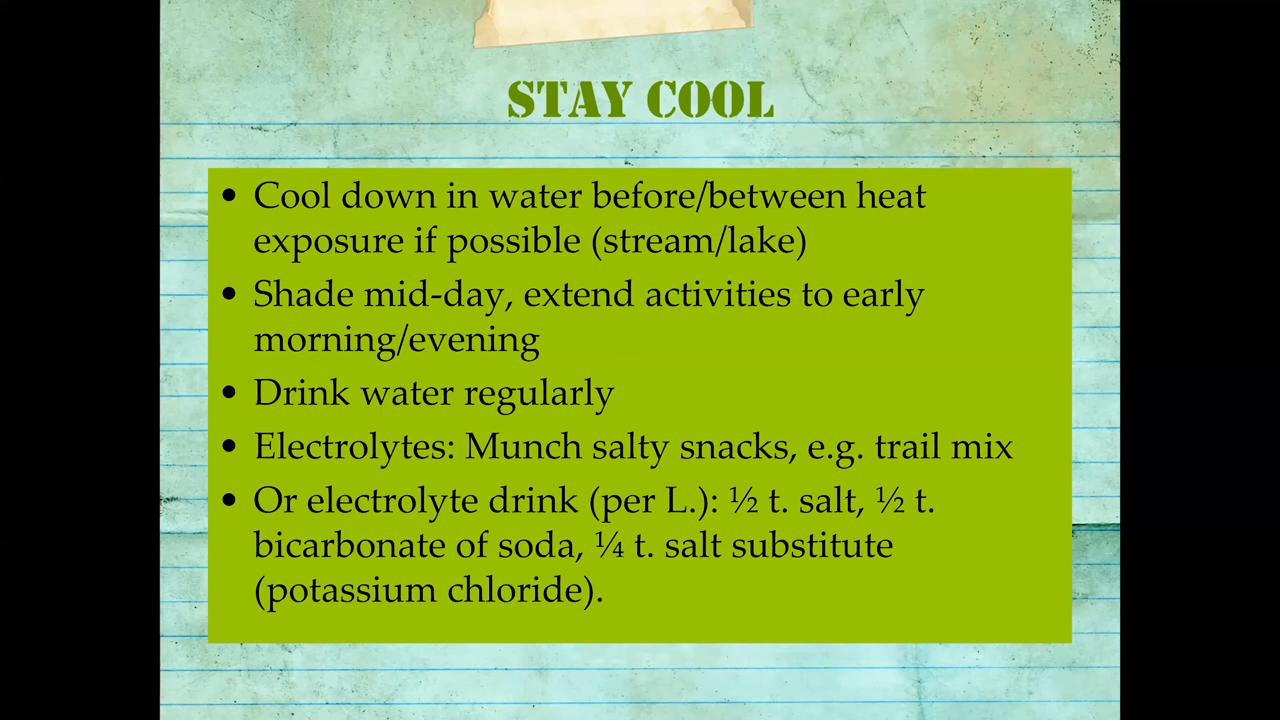 STAY COOL
• Cool down in water before/between heat
exposure if possible (stream/lake)
• Shade mid-day, extend activities to early
morning/evening
• Drink water regularly
• Electrolytes: Munch salty snacks, e.g. trail mix
• Or electrolyte drink (per L.): ½ t. salt, ½ t.
bicarbonate of soda, ¼ t. salt substitute
(potassium chloride).